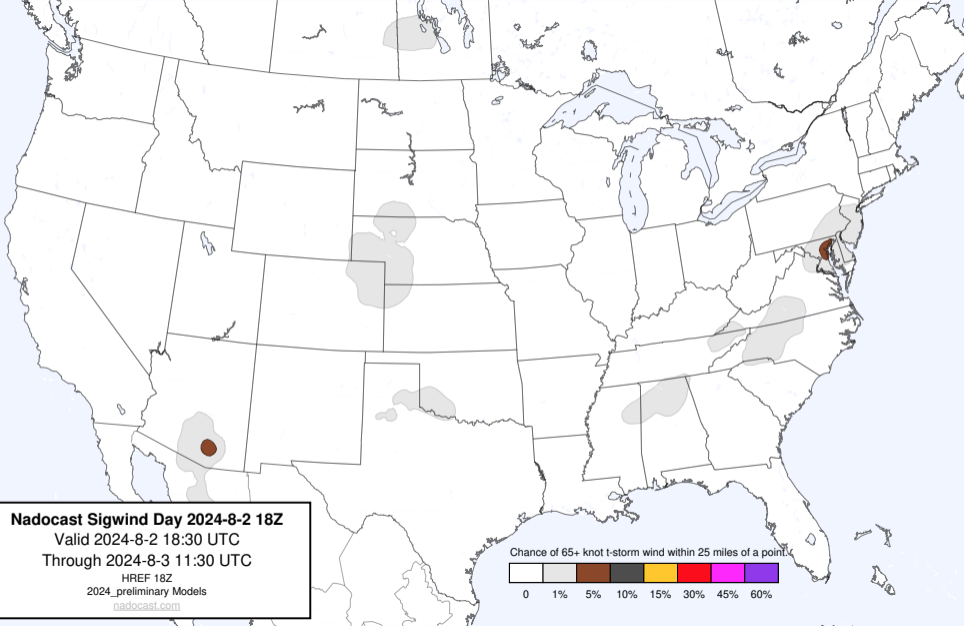 Nadocast Sigwind Day 2024-8-2 18Z
Valid 2024-8-2 18:30 UTC
Through 2024-8-3 11:30 UTC
HREF 18Z
2024_preliminary Models
nadocast.com
Chance of 65+ knot t-storm wind within 25 miles of a point.
0 1% 5% 10% 15% 30% 45% 60%